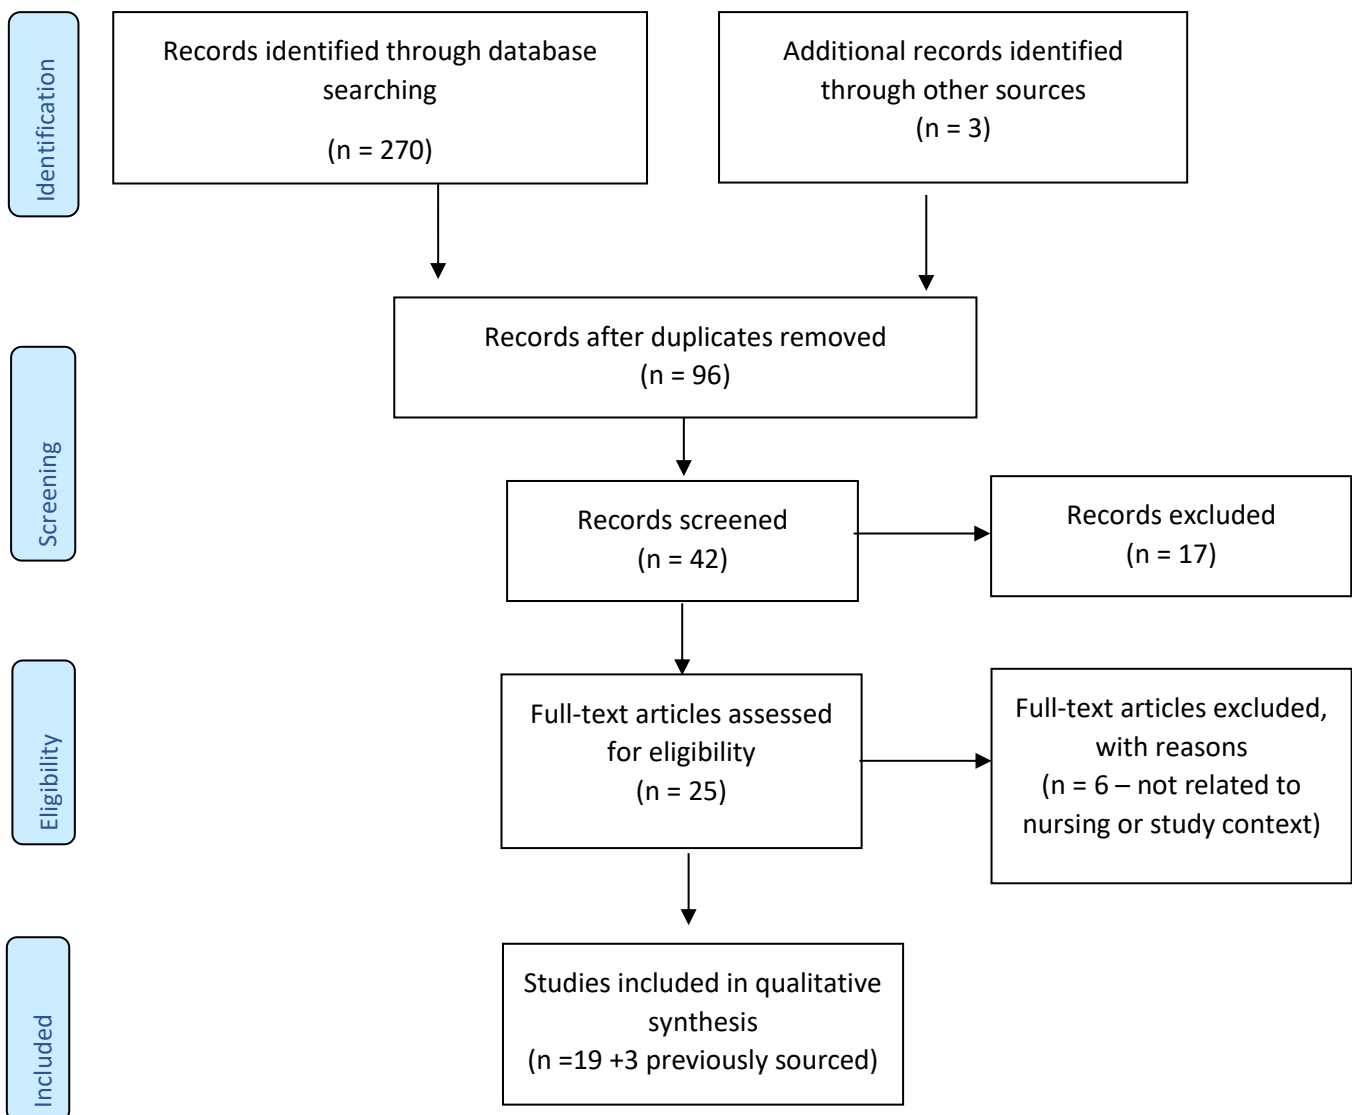 Identification
Records identified through database
searching
(n = 270)
Additional records identified
through other sources
(n = 3)
Records after duplicates removed
(n = 96)
Screening
Records screened
(n = 42)
Records excluded
(n = 17)
Eligibility
Full-text articles assessed
for eligibility
(n = 25)
Full-text articles excluded,
with reasons
(n = 6 – not related to
nursing or study context)
Included
Studies included in qualitative
synthesis
(n =19 +3 previously sourced)